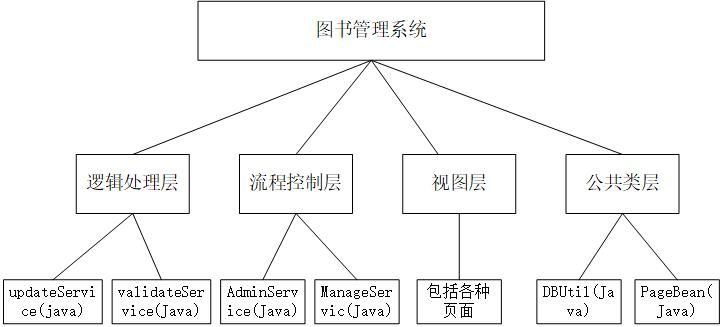 图书管理系统
逻辑处理层
流程控制层
视图层
公共类层
updateServi
ce(java)
validateSer
vice(Java)
AdminServ
ice(Java)
ManageSer
vic(Java)
包括各种
页面
DBUtil(Ja
va)
PageBean(
Java)